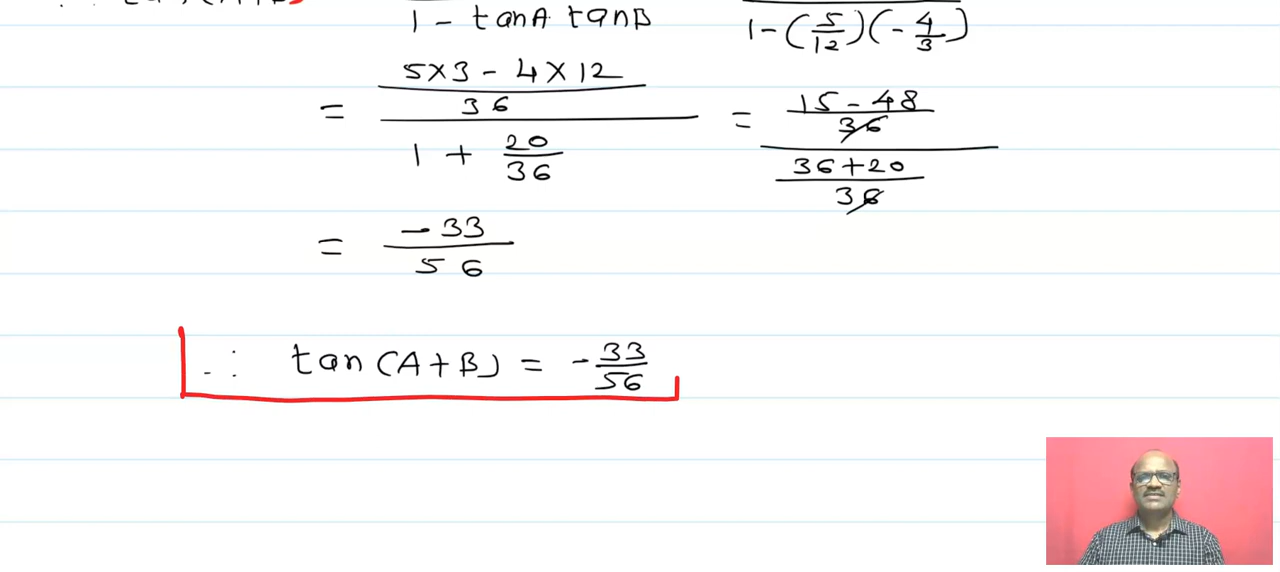 1 - tanA tanB 1-(5/12)(-4/3)
= (5×3 - 4×12)/36 / (1 + 20/36) = (15-48)/36 / (36+20)/36
= -33/56
∴ tan(A+B) = -33/56